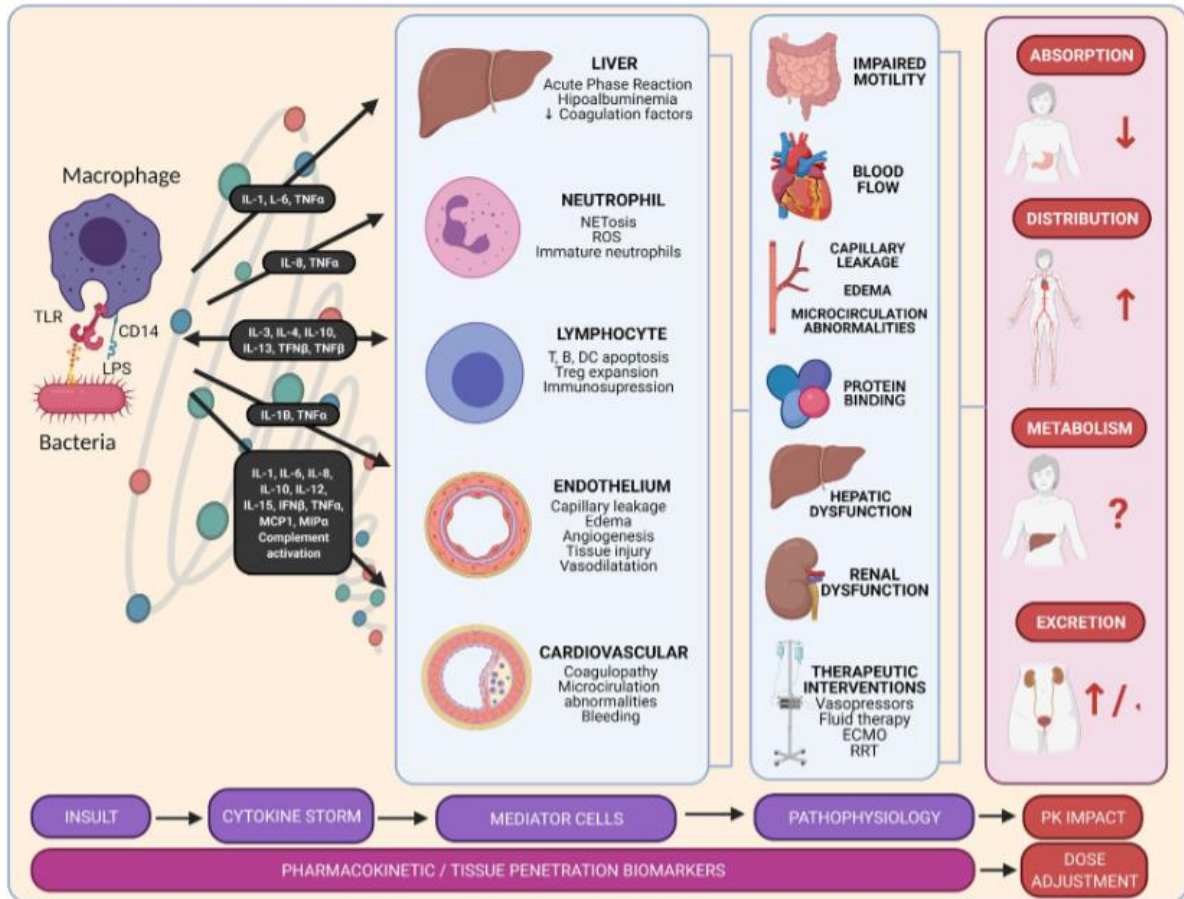 Macrophage
TLR
CD14
LPS
Bacteria
IL-1, L-6, TNFα
IL-8, TNFα
IL-3, IL-4, IL-10,
IL-13, TFNβ, TNFβ
IL-1B, TNFα
IL-1, IL-6, IL-8,
IL-10, IL-12,
IL-15, IFNβ, TNFα,
MCP1, MIPα
Complement
activation
LIVER
Acute Phase Reaction
Hipoalbuminemia
↓ Coagulation factors
NEUTROPHIL
NETosis
ROS
Immature neutrophils
LYMPHOCYTE
T, B, DC apoptosis
Treg expansion
Immunosupression
ENDOTHELIUM
Capillary leakage
Edema
Angiogenesis
Tissue injury
Vasodilatation
CARDIOVASCULAR
Coagulopathy
Microcirulation
abnormalities
Bleeding
IMPAIRED
MOTILITY
BLOOD
FLOW
CAPILLARY
LEAKAGE
EDEMA
MICROCIRCULATION
ABNORMALITIES
PROTEIN
BINDING
HEPATIC
DYSFUNCTION
RENAL
DYSFUNCTION
THERAPEUTIC
INTERVENTIONS
Vasopressors
Fluid therapy
ECMO
RRT
ABSORPTION
↓
DISTRIBUTION
↑
METABOLISM
?
EXCRETION
↑/
INSULT
CYTOKINE STORM
MEDIATOR CELLS
PATHOPHYSIOLOGY
PK IMPACT
PHARMACOKINETIC / TISSUE PENETRATION BIOMARKERS
DOSE
ADJUSTMENT